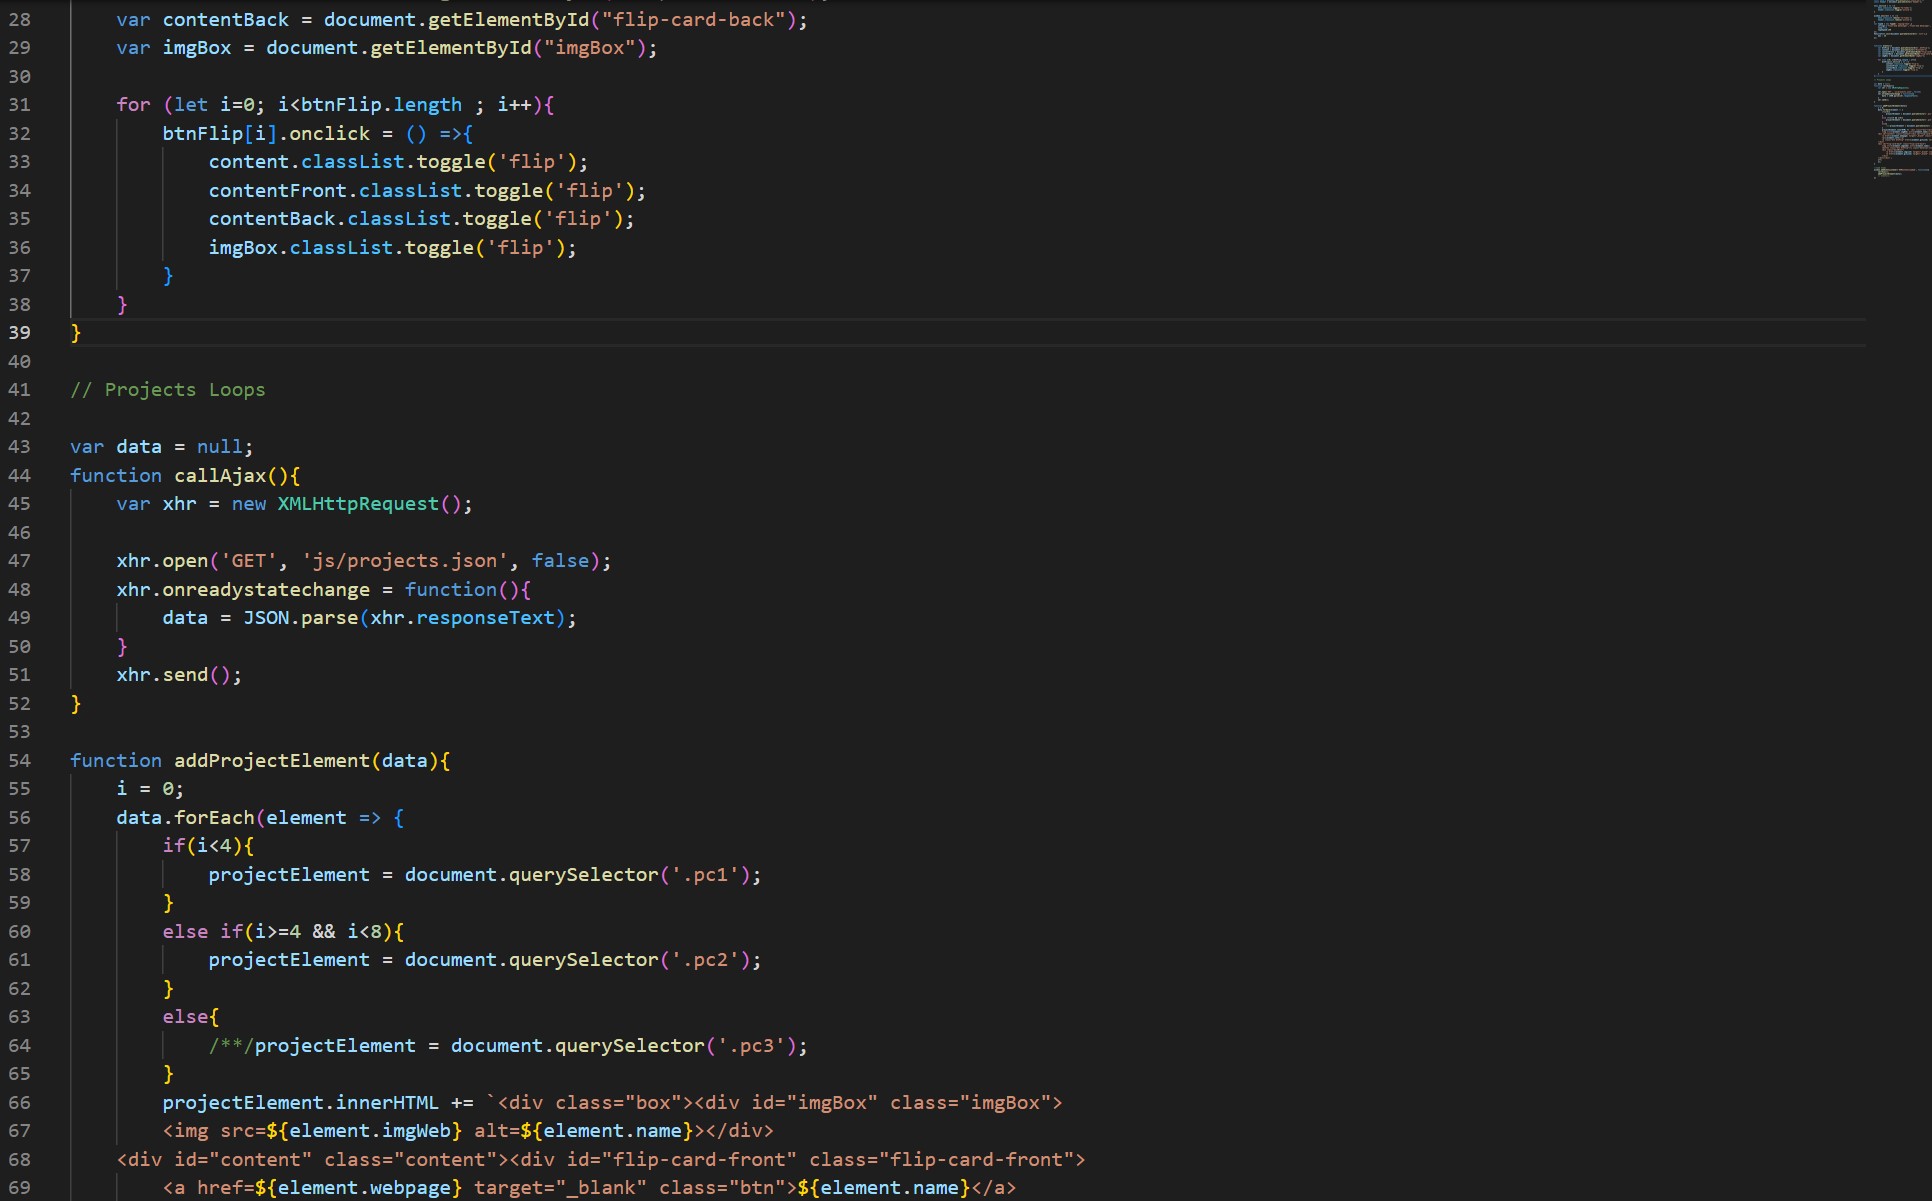 28 var contentBack = document.getElementById("flip-card-back");
29 var imgBox = document.getElementById("imgBox");
30
31 for (let i=0; i<btnFlip.length ; i++){
32 btnFlip[i].onclick = () =>{
33 content.classList.toggle('flip');
34 contentFront.classList.toggle('flip');
35 contentBack.classList.toggle('flip');
36 imgBox.classList.toggle('flip');
37 }
38 }
39 }
40
41 // Projects Loops
42
43 var data = null;
44 function callAjax(){
45 var xhr = new XMLHttpRequest();
46
47 xhr.open('GET', 'js/projects.json', false);
48 xhr.onreadystatechange = function(){
49 data = JSON.parse(xhr.responseText);
50 }
51 xhr.send();
52 }
53
54 function addProjectElement(data){
55 i = 0;
56 data.forEach(element => {
57 if(i<4){
58 projectElement = document.querySelector('.pc1');
59 }
60 else if(i>=4 && i<8){
61 projectElement = document.querySelector('.pc2');
62 }
63 else{
64 /**/projectElement = document.querySelector('.pc3');
65 }
66 projectElement.innerHTML += `<div class="box"><div id="imgBox" class="imgBox">
67 <img src=${element.imgWeb} alt=${element.name}></div>
68 <div id="content" class="content"><div id="flip-card-front" class="flip-card-front">
69 <a href=${element.webpage} target="_blank" class="btn">${element.name}</a>